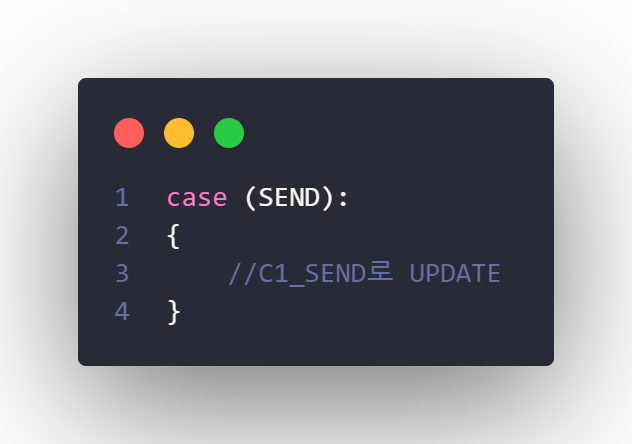 1 case (SEND):
2 {
3 //C1_SEND로 UPDATE
4 }